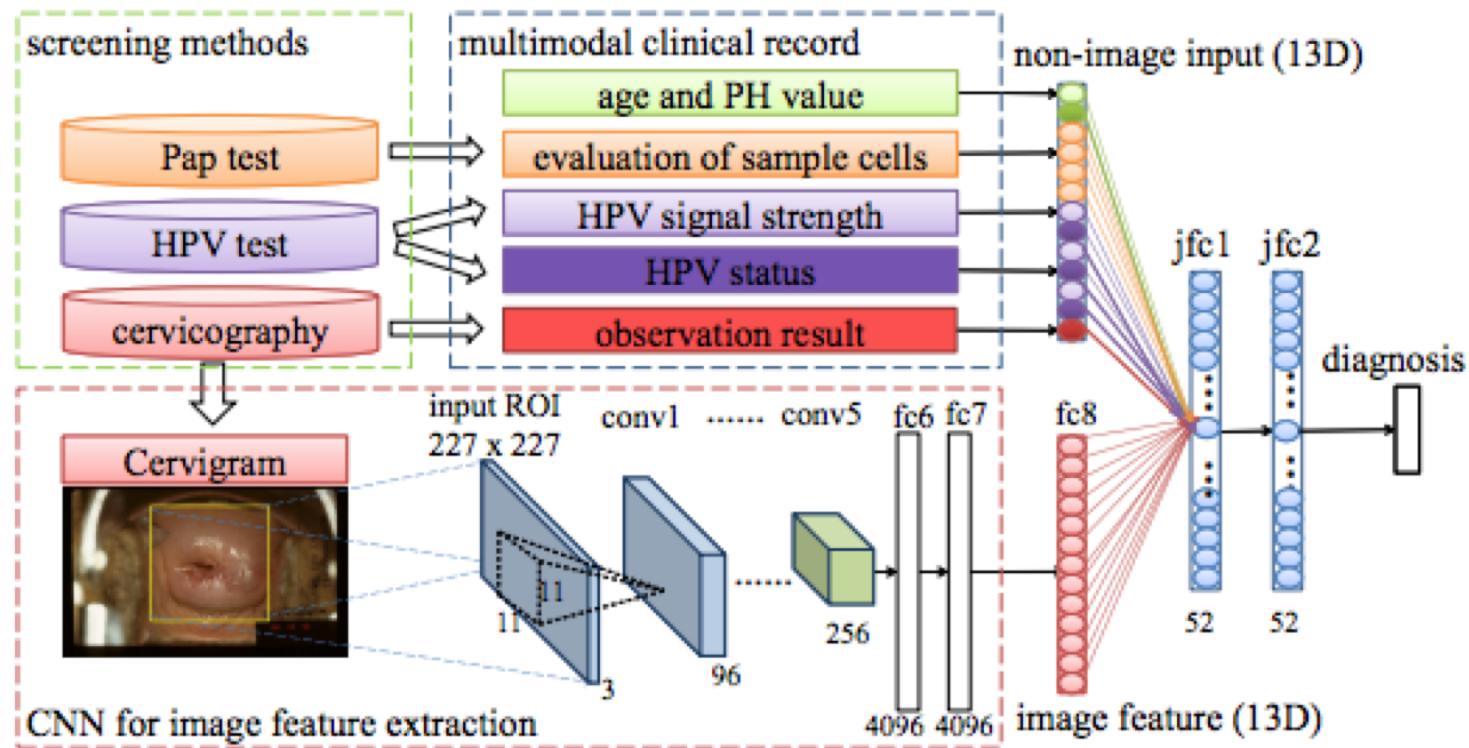 screening methods
Pap test
HPV test
cervicography
multimodal clinical record
age and PH value
evaluation of sample cells
HPV signal strength
HPV status
observation result
non-image input (13D)
jfc1
jfc2
52
52
diagnosis
Cervigram
input ROI
227 x 227
11
11
3
conv1 ...... conv5
96
......
256
fc6
fc7
4096
4096
CNN for image feature extraction
fc8
image feature (13D)